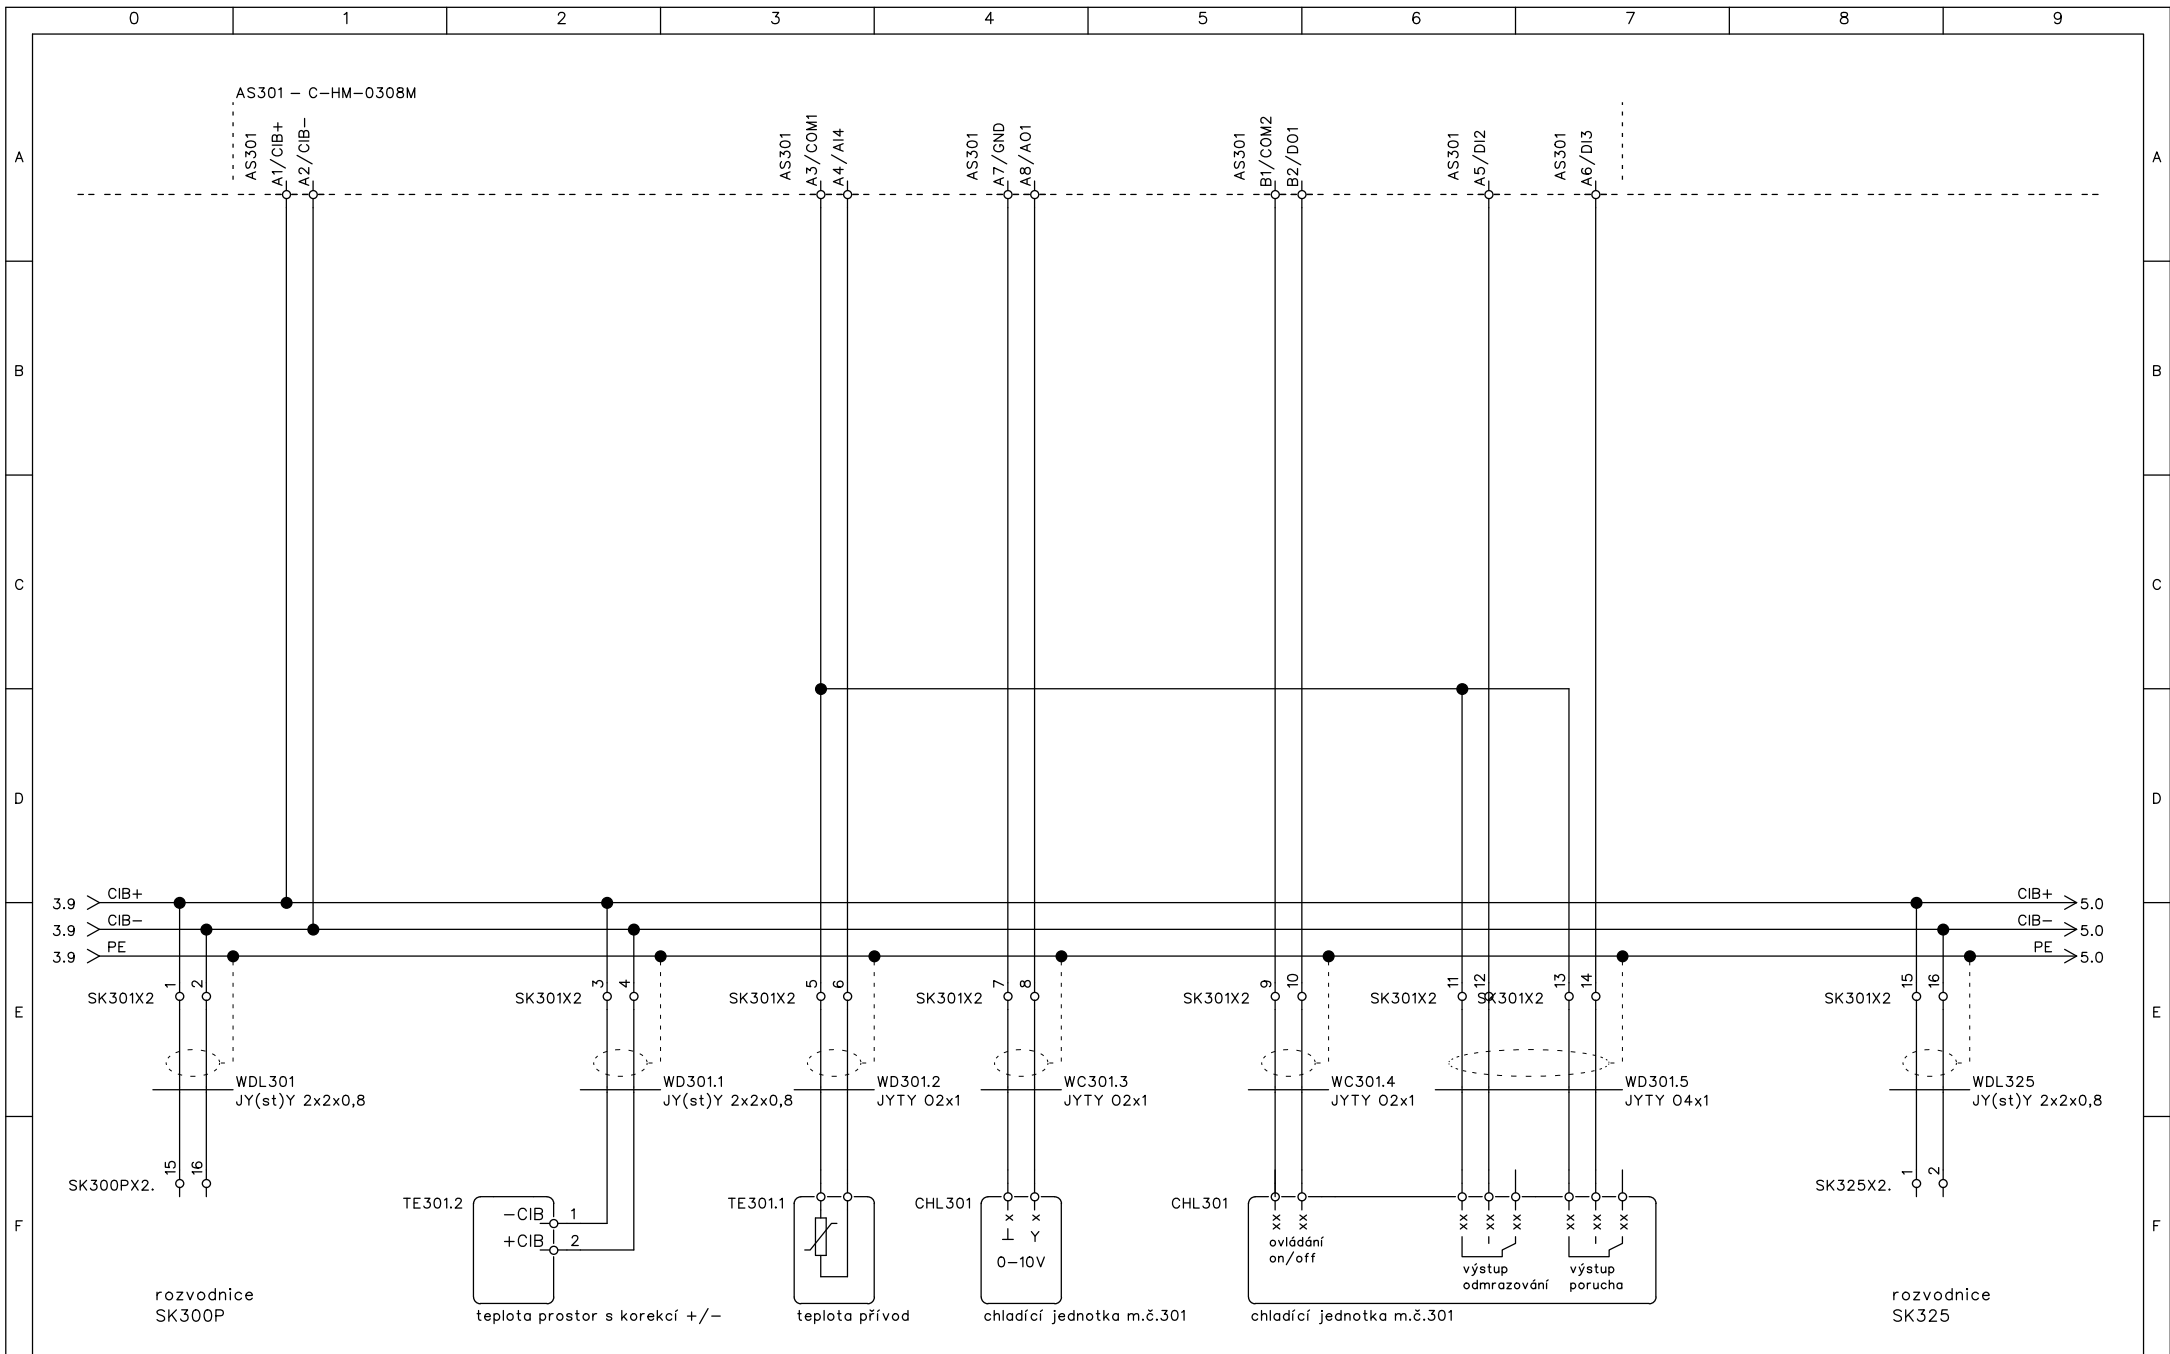 0 1 2 3 4 5 6 7 8 9
AS301 - C-HM-0308M
AS301
A1/CIB+
A2/CIB-
AS301
A3/COM1
A4/AI4
AS301
A7/GND
A8/AO1
AS301
B1/COM2
B2/DO1
AS301
A5/DI2
AS301
A6/DI3
A A
B B
C C
D D
E E
F F
3.9 CIB+ CIB+ 5.0
3.9 CIB- CIB- 5.0
3.9 PE PE 5.0
SK301X2 1 2
SK301X2 3 4
SK301X2 5 6
SK301X2 7 8
SK301X2 9 10
SK301X2 11 12
SK301X2 13 14
SK301X2 15 16
WDL301
JY(st)Y 2x2x0,8
WD301.1
JY(st)Y 2x2x0,8
WD301.2
JYTY O2x1
WC301.3
JYTY O2x1
WC301.4
JYTY O2x1
WD301.5
JYTY O4x1
WDL325
JY(st)Y 2x2x0,8
SK300PX2. 15 16
rozvodnice
SK300P
TE301.2
-CIB 1
+CIB 2
teplota prostor s korekcí +/-
TE301.1
teplota přívod
CHL301
x x
⊥ Y
0-10V
chladící jednotka m.č.301
CHL301
xx xx xx xx xx xx xx xx
ovládání
on/off
výstup
odmrazování
výstup
porucha
chladící jednotka m.č.301
SK325X2. 1 2
rozvodnice
SK325